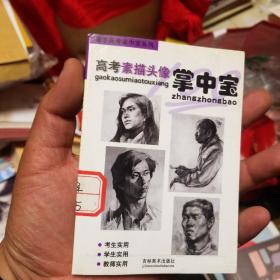 高考素描头像
gaokaosumiaotouxiang
掌中宝
zhangzhongbao
考生实用
学生实用
教师实用
吉林美术出版社